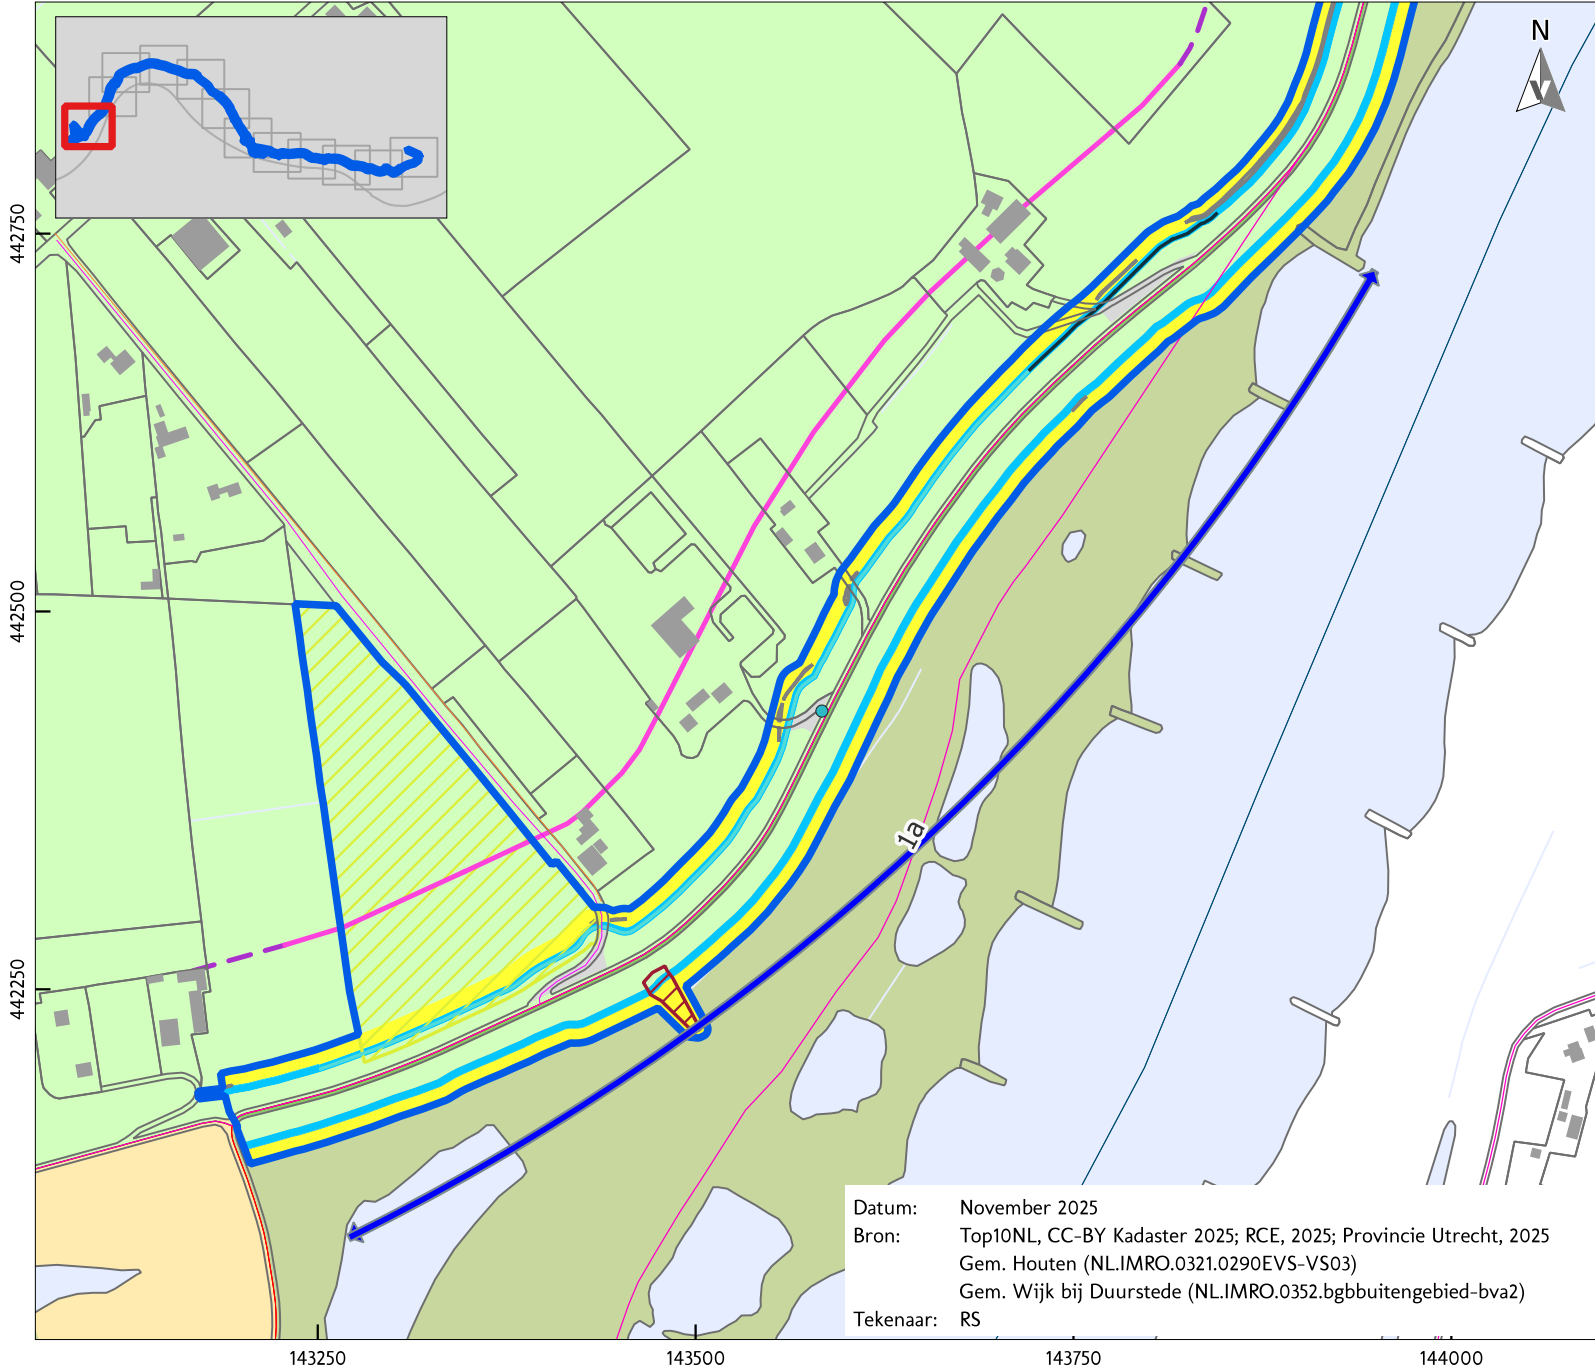 N
442750
442500
442250
1a
Datum: November 2025
Bron: Top10NL, CC-BY Kadaster 2025; RCE, 2025; Provincie Utrecht, 2025
Gem. Houten (NL.IMRO.0321.0290EVS-VS03)
Gem. Wijk bij Duurstede (NL.IMRO.0352.bgbbuitengebied-bva2)
Tekenaar: RS
143250
143500
143750
144000